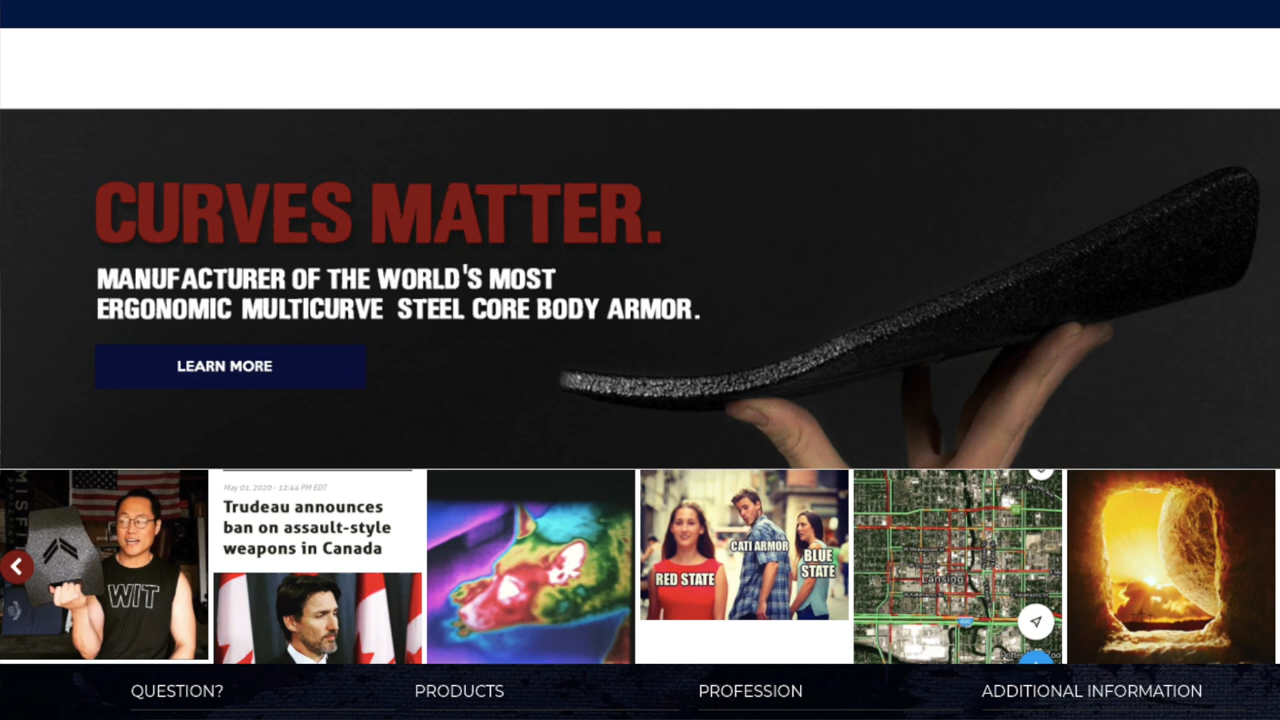 CURVES MATTER.
MANUFACTURER OF THE WORLD'S MOST
ERGONOMIC MULTICURVE STEEL CORE BODY ARMOR.
LEARN MORE
WIT
May 01, 2020 - 12:44 PM EDT
Trudeau announces
ban on assault-style
weapons in Canada
RED STATE
CATI ARMOR
BLUE
STATE
Lansing
QUESTION?
PRODUCTS
PROFESSION
ADDITIONAL INFORMATION